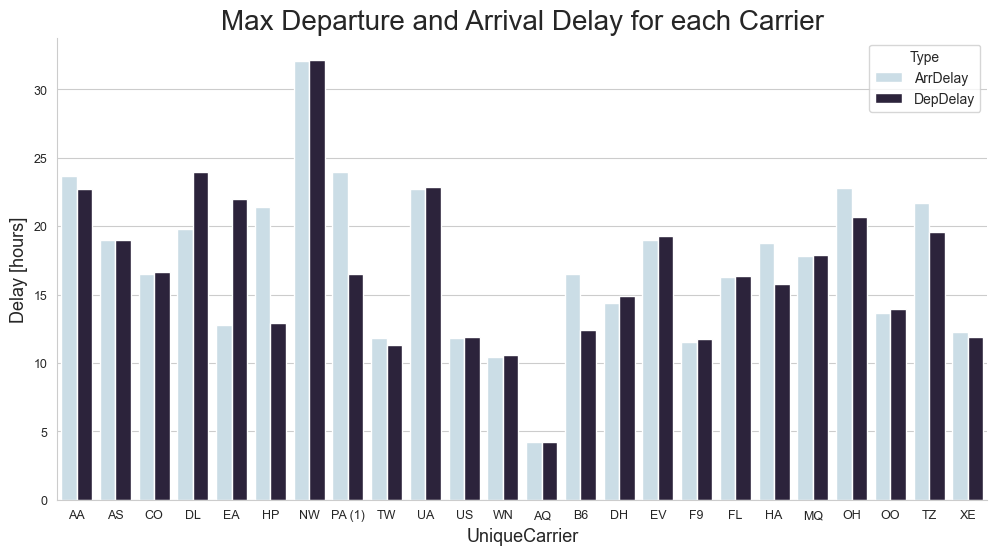 Max Departure and Arrival Delay for each Carrier
Type
ArrDelay
DepDelay
Delay [hours]
30
25
20
15
10
5
0
AA AS CO DL EA HP NW PA (1) TW UA US WN AQ B6 DH EV F9 FL HA MQ OH OO TZ XE
UniqueCarrier